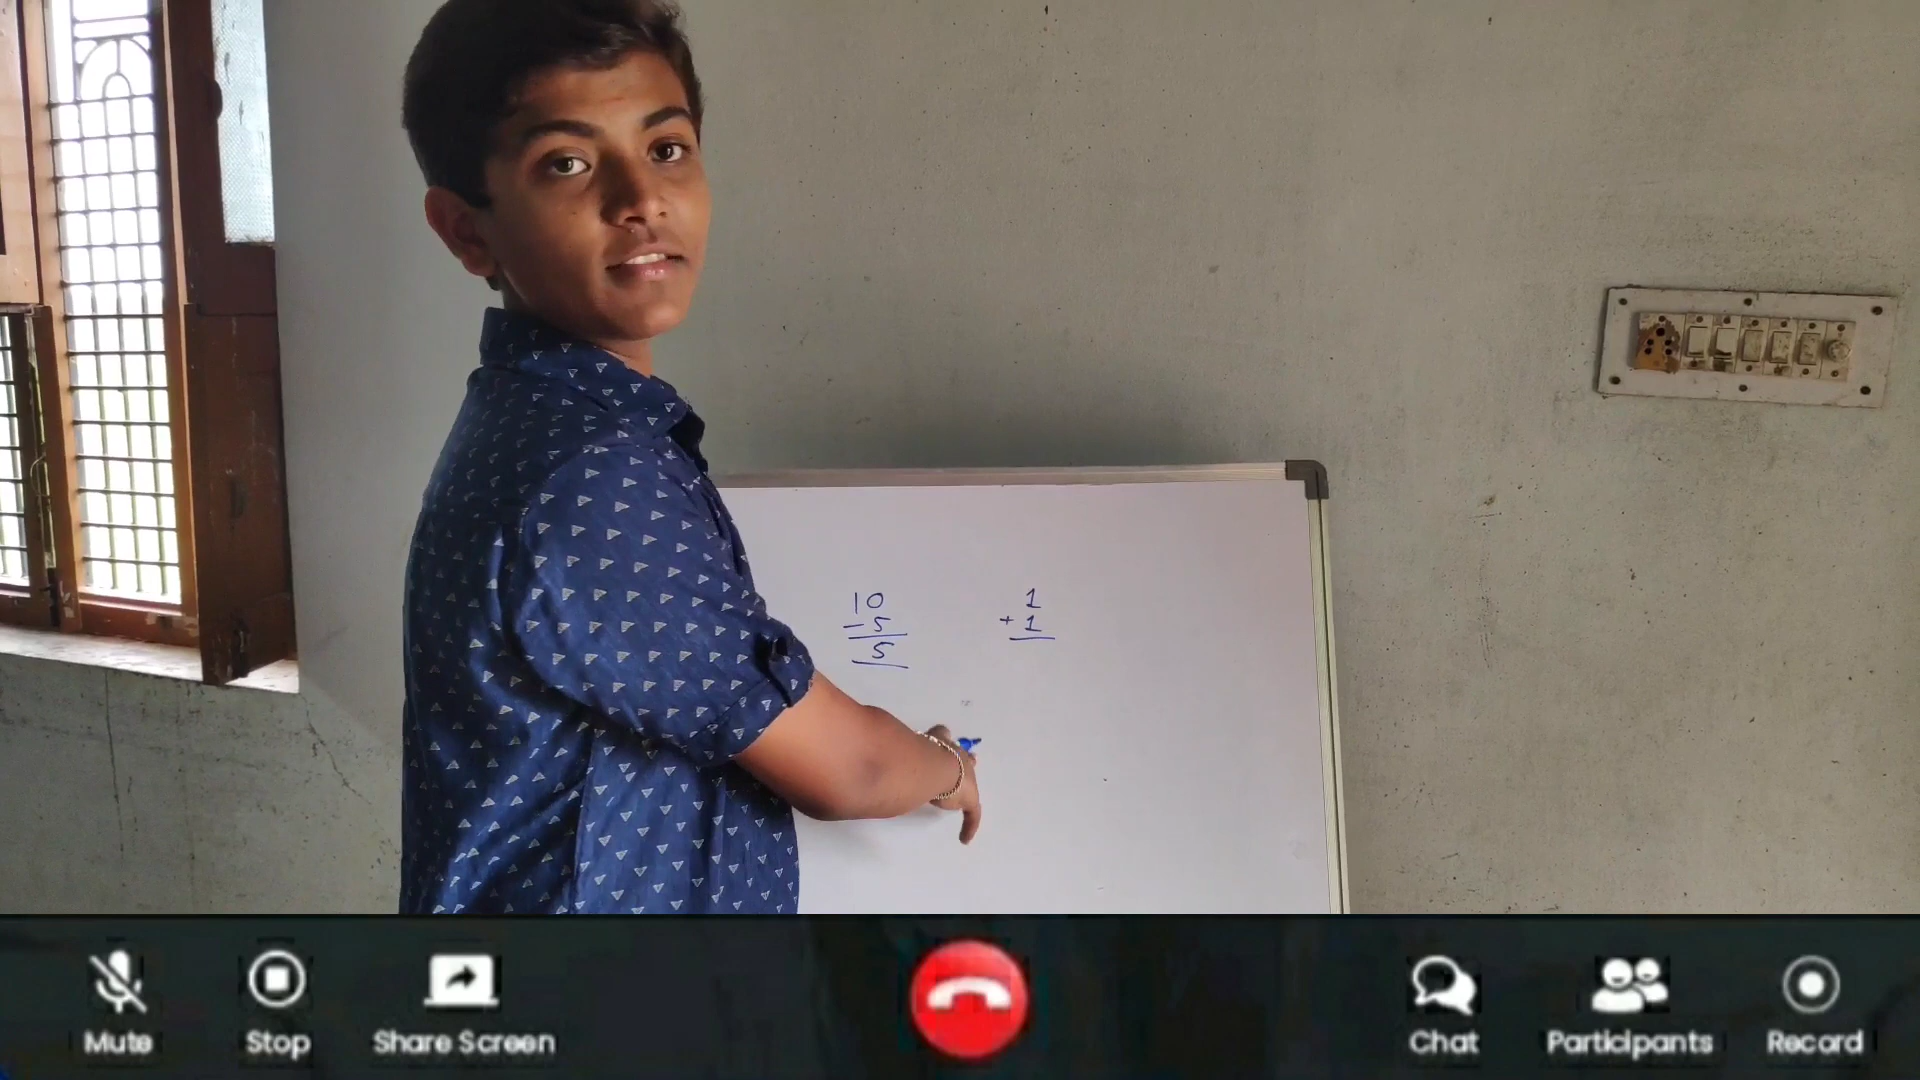 10
-5
5
1
+1
Mute
Stop
Share Screen
Chat
Participants
Record